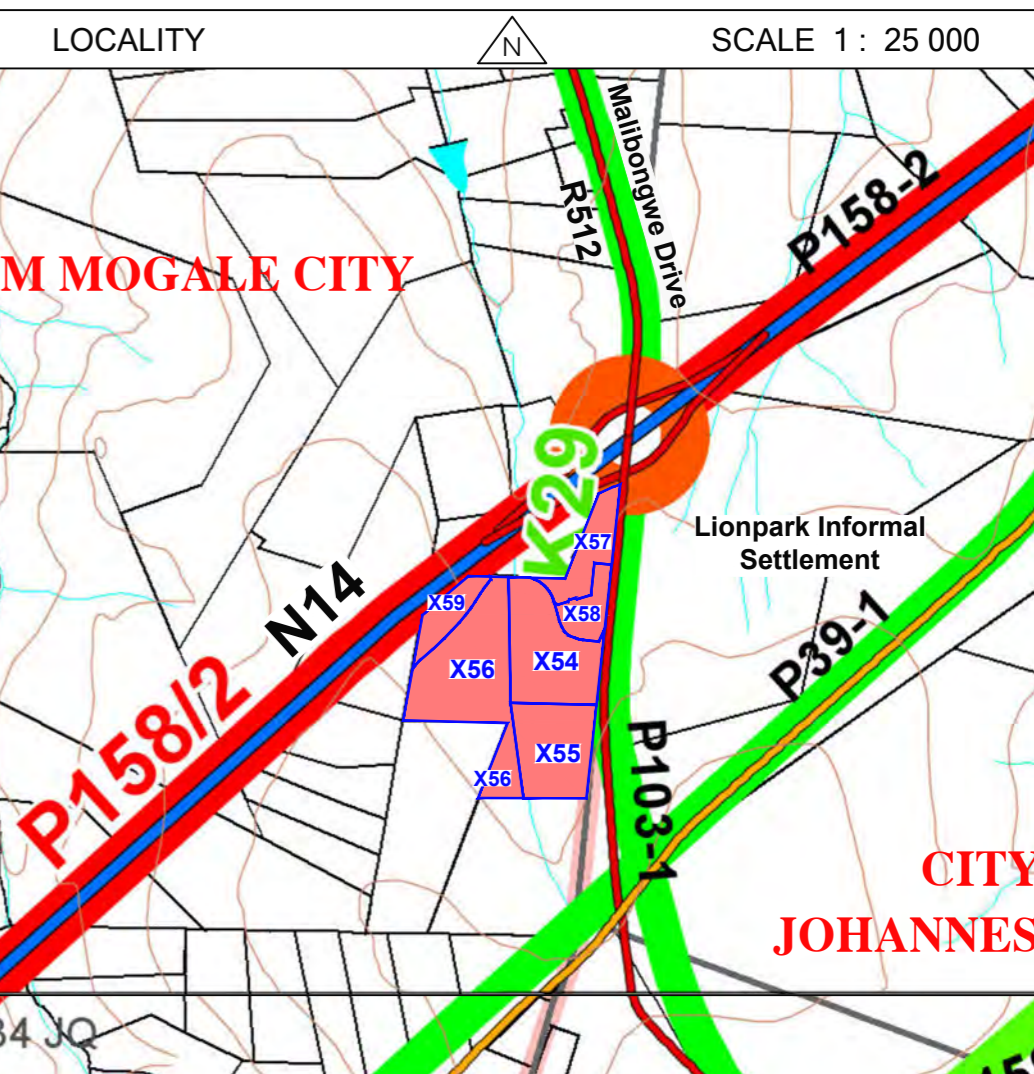 LOCALITY
N
SCALE 1 : 25 000
Malibongwe Drive
R512
P158-2
M MOGALE CITY
K29
X57
Lionpark Informal
Settlement
X59
X58
N14
X56
X54
P39-1
P158/2
X55
X56
P103-1
CITY
JOHANNES
34 JQ